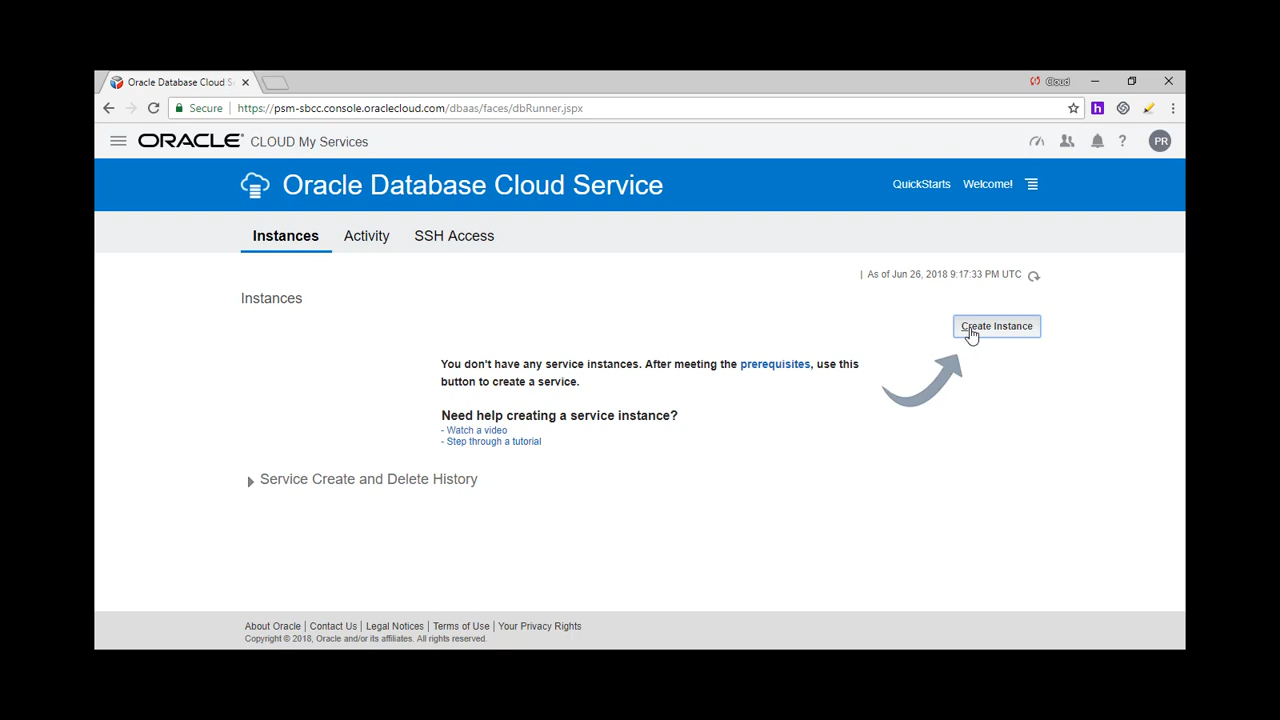 Oracle Database Cloud S
Cloud
Secure | https://psm-sbcc.console.oraclecloud.com/dbaas/faces/dbRunner.jspx
h
ORACLE® CLOUD My Services
? PR
Oracle Database Cloud Service
QuickStarts Welcome!
Instances Activity SSH Access
| As of Jun 26, 2018 9:17:33 PM UTC
Instances
Create Instance
You don't have any service instances. After meeting the prerequisites, use this
button to create a service.
Need help creating a service instance?
- Watch a video
- Step through a tutorial
Service Create and Delete History
About Oracle | Contact Us | Legal Notices | Terms of Use | Your Privacy Rights
Copyright © 2018, Oracle and/or its affiliates. All rights reserved.